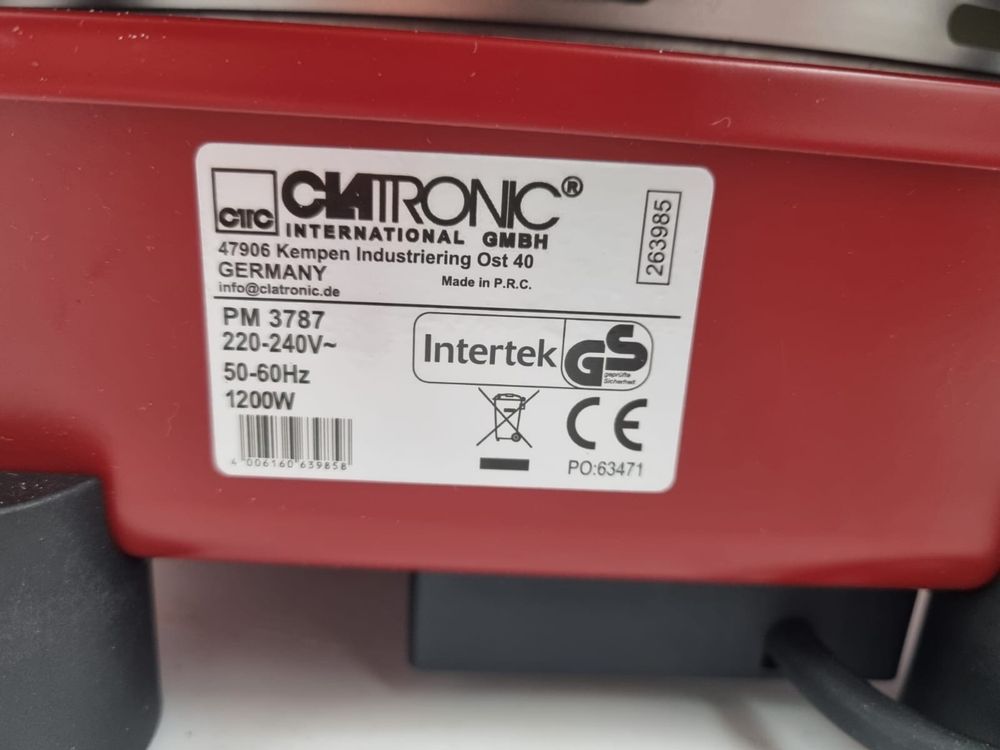 CTC
CLATRONIC®
INTERNATIONAL GMBH
47906 Kempen Industriering Ost 40
GERMANY
info@clatronic.de
Made in P.R.C.
263985
PM 3787
220-240V~
50-60Hz
1200W
Intertek
GS
geprüfte
Sicherheit
CE
4 006160 639858
PO:63471